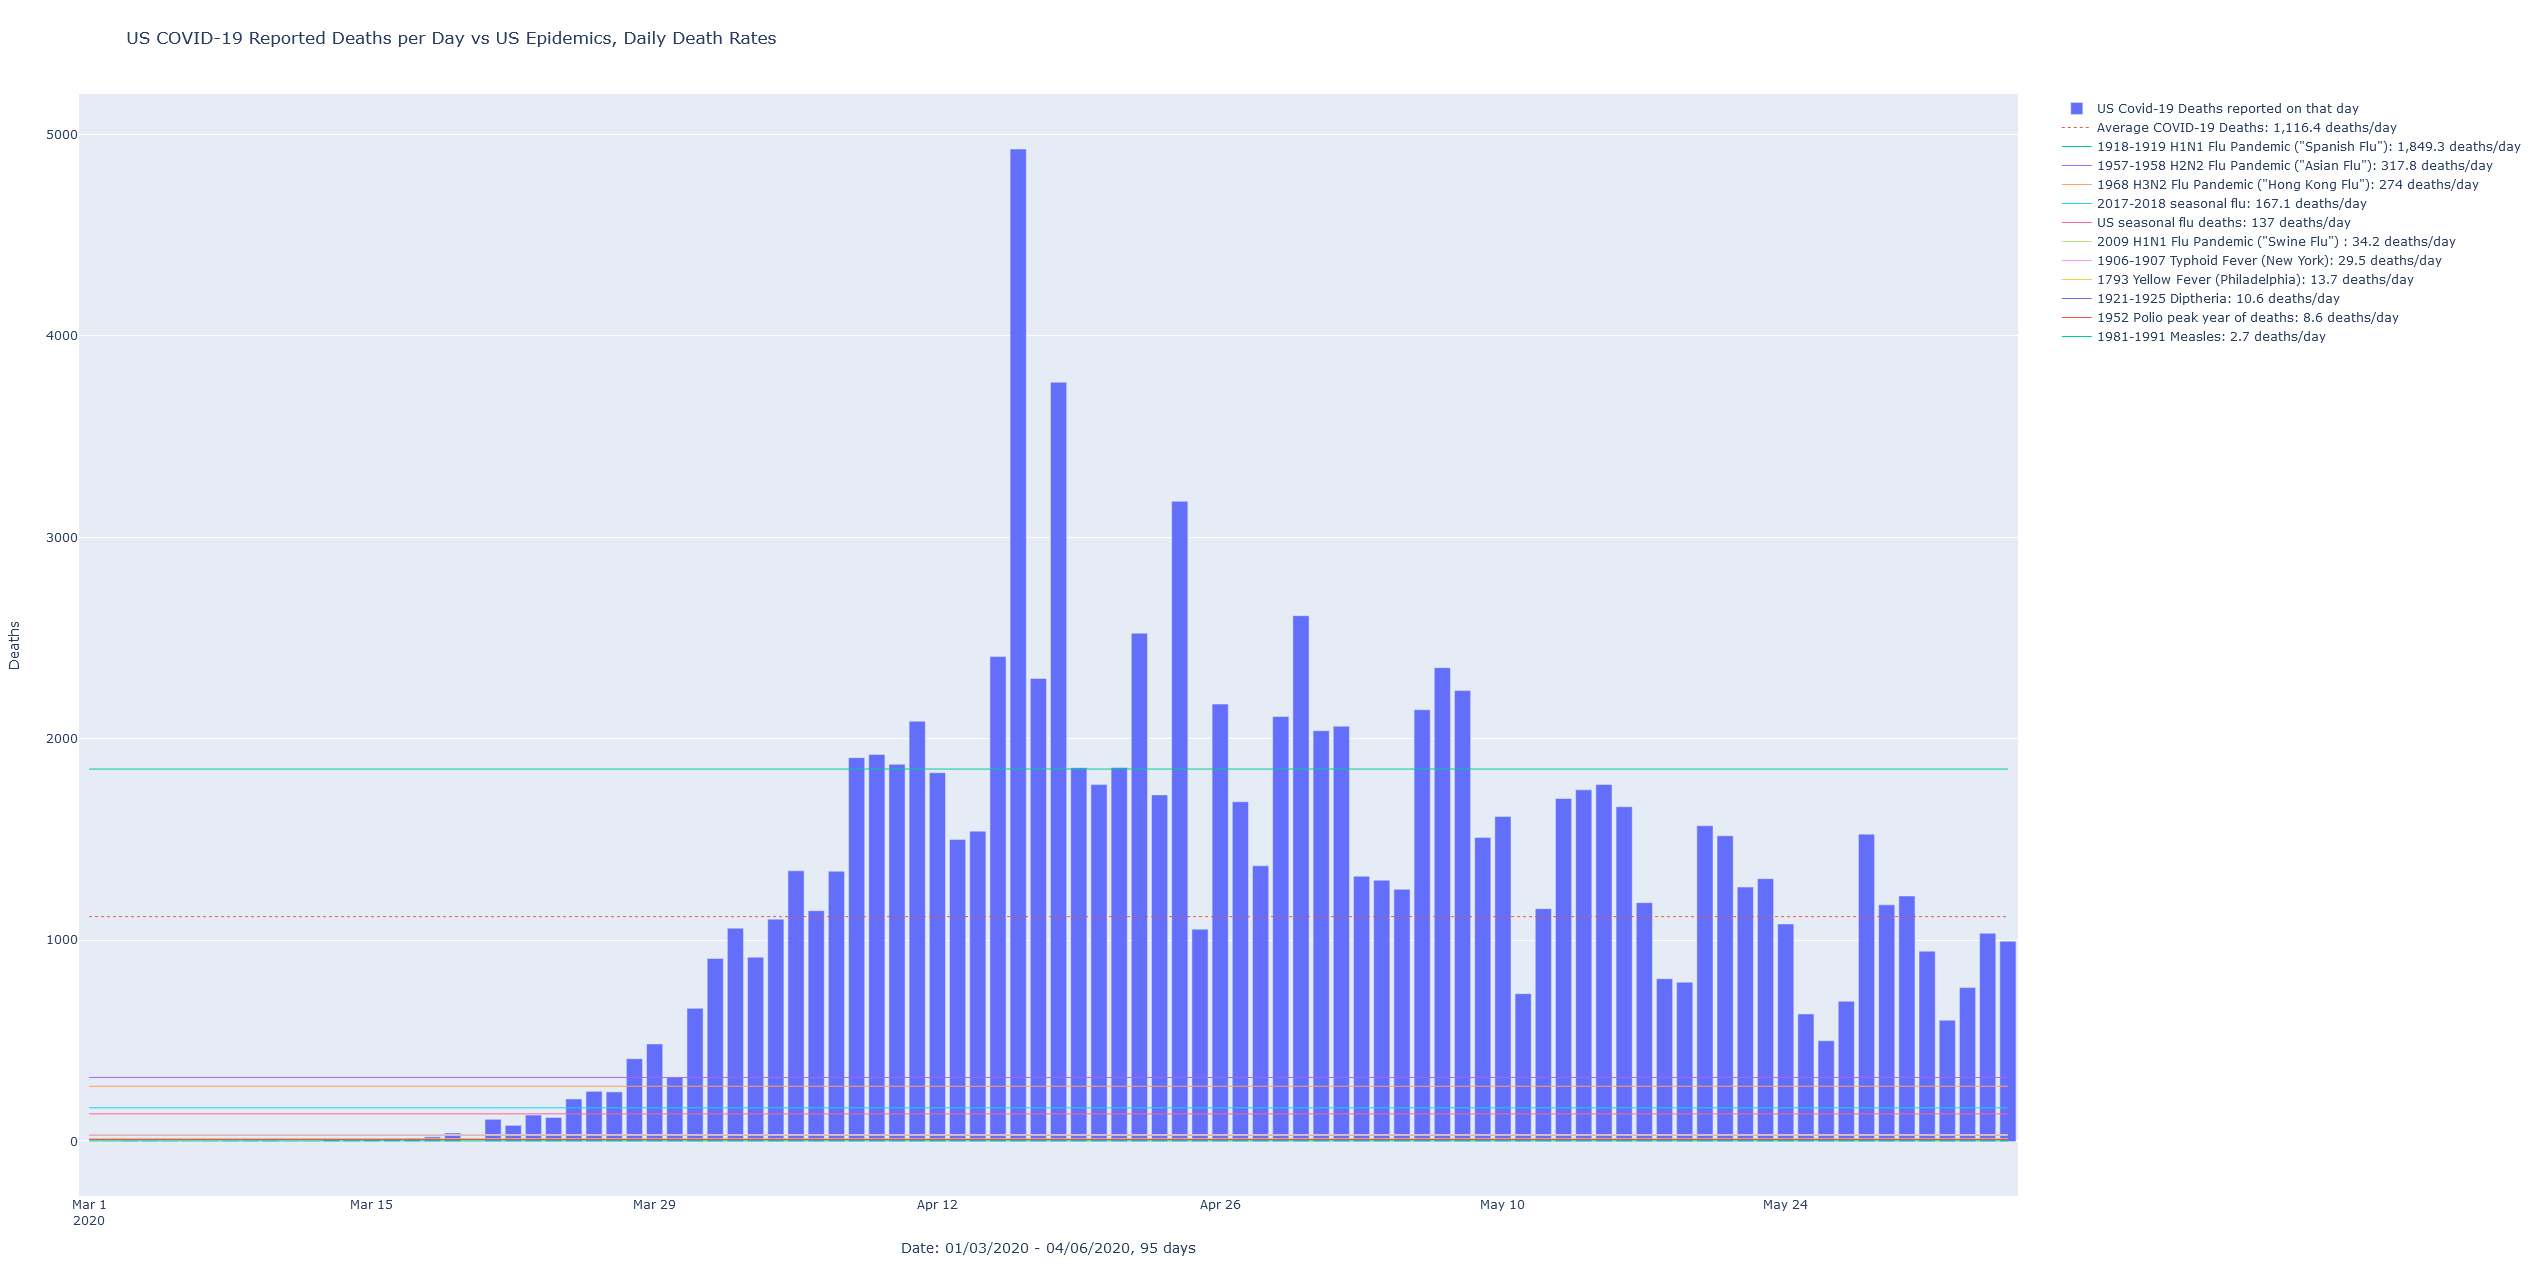 US COVID-19 Reported Deaths per Day vs US Epidemics, Daily Death Rates
US Covid-19 Deaths reported on that day
Average COVID-19 Deaths: 1,116.4 deaths/day
1918-1919 H1N1 Flu Pandemic ("Spanish Flu"): 1,849.3 deaths/day
1957-1958 H2N2 Flu Pandemic ("Asian Flu"): 317.8 deaths/day
1968 H3N2 Flu Pandemic ("Hong Kong Flu"): 274 deaths/day
2017-2018 seasonal flu: 167.1 deaths/day
US seasonal flu deaths: 137 deaths/day
2009 H1N1 Flu Pandemic ("Swine Flu") : 34.2 deaths/day
1906-1907 Typhoid Fever (New York): 29.5 deaths/day
1793 Yellow Fever (Philadelphia): 13.7 deaths/day
1921-1925 Diptheria: 10.6 deaths/day
1952 Polio peak year of deaths: 8.6 deaths/day
1981-1991 Measles: 2.7 deaths/day
Deaths
5000
4000
3000
2000
1000
0
Mar 1 Mar 15 Mar 29 Apr 12 Apr 26 May 10 May 24
2020
Date: 01/03/2020 - 04/06/2020, 95 days